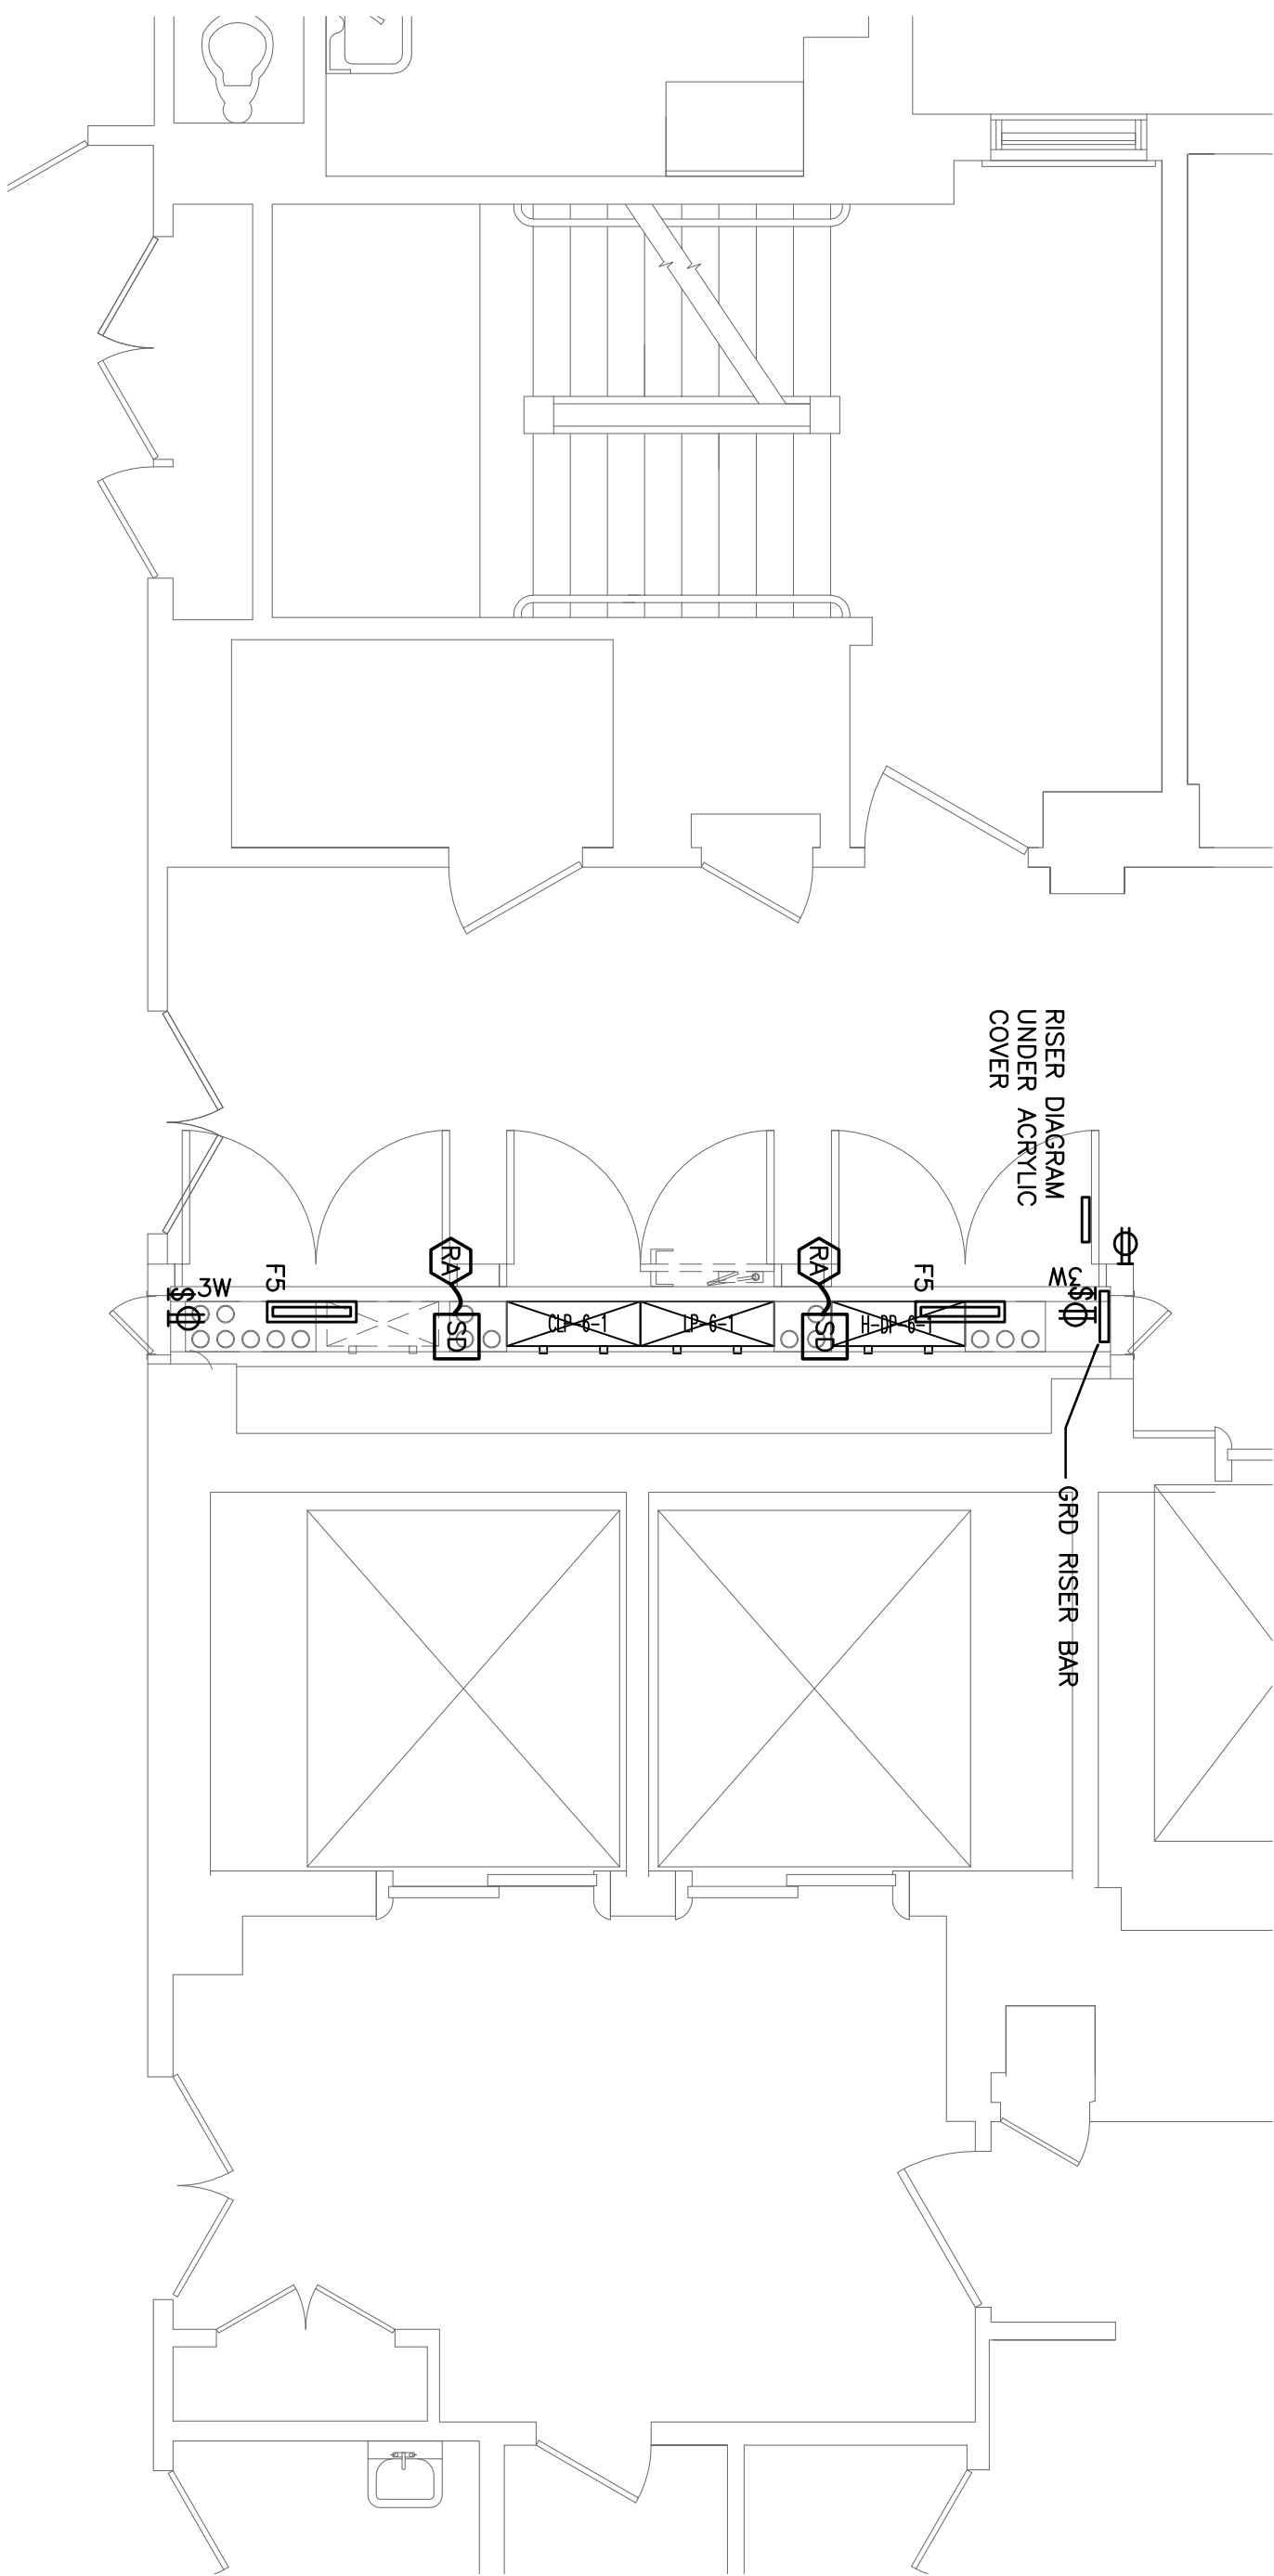 RISER DIAGRAM
UNDER ACRYLIC
COVER
RA
RA
3W
F5
F5
3W
S
S
SD
CLP-6-1
LP-6-1
SD
H-DP-6-1
GRD RISER BAR